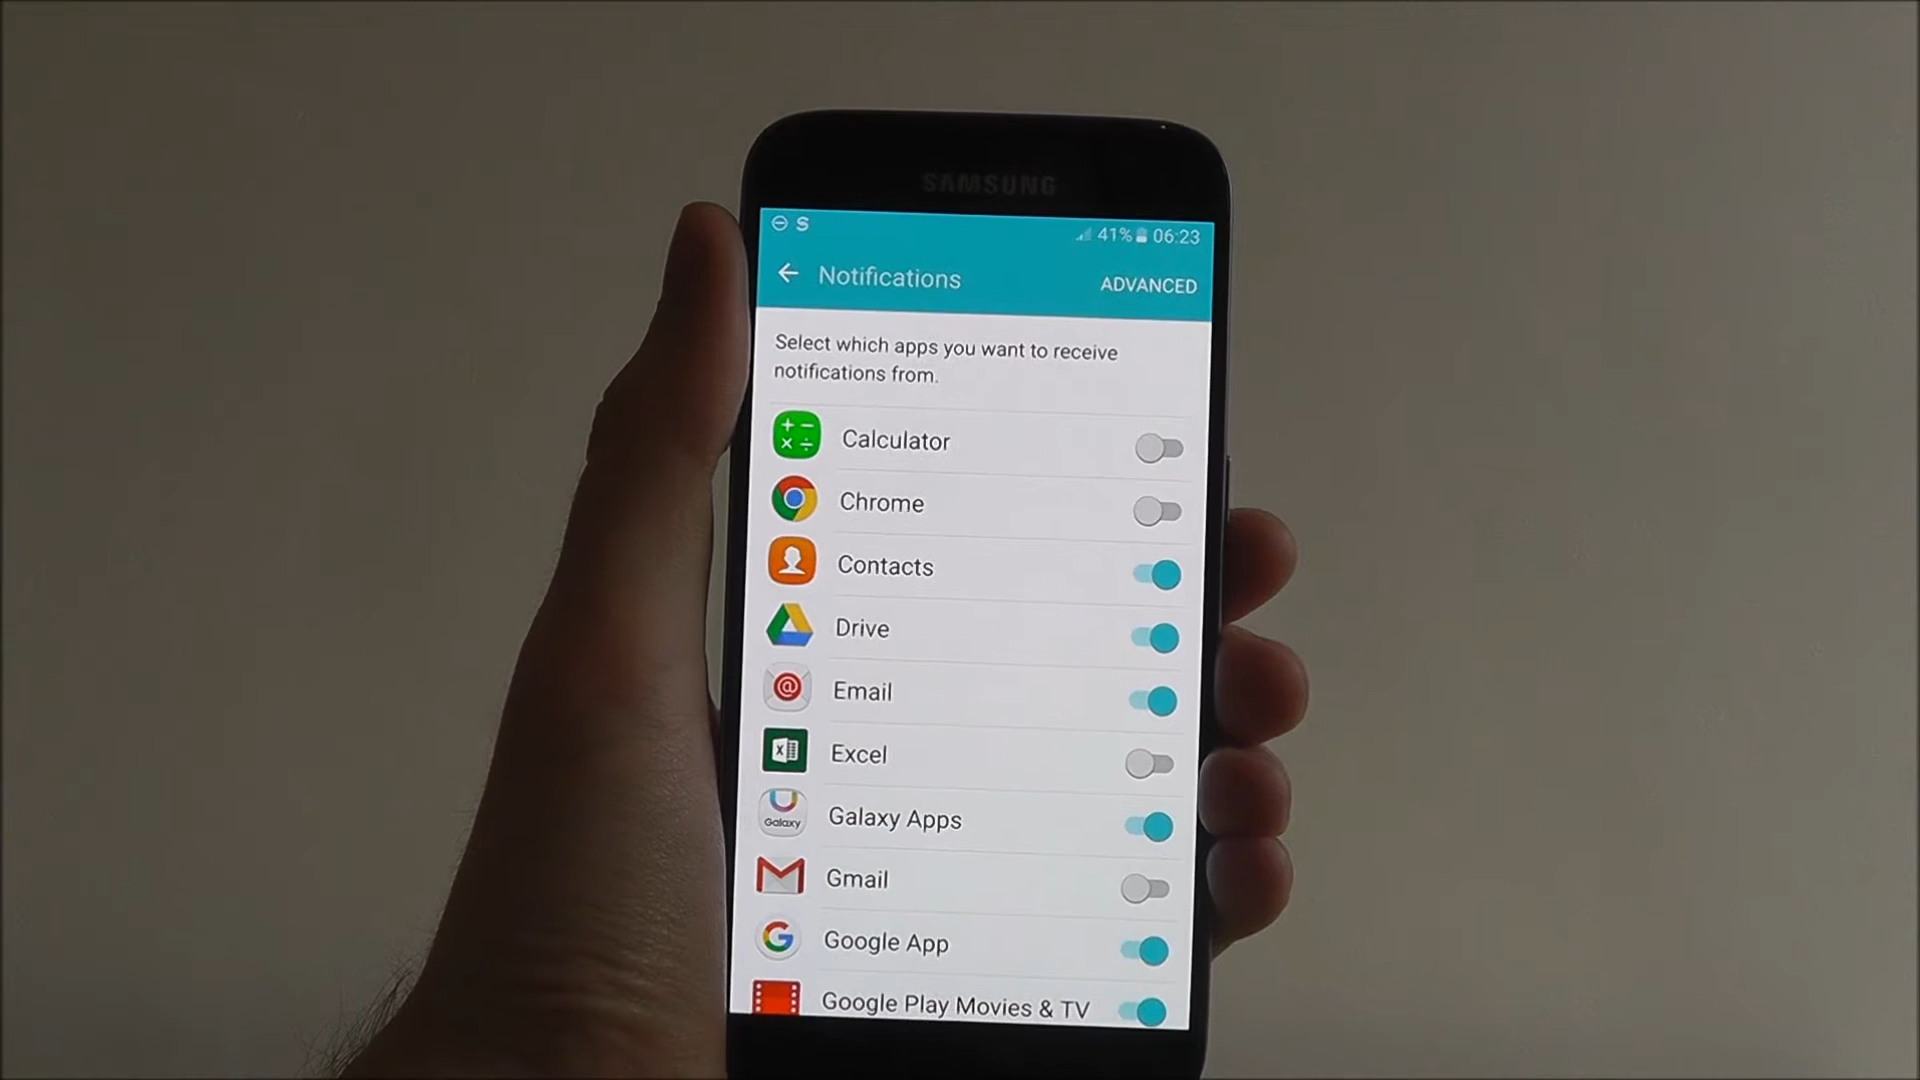 SAMSUNG
S 41% 06:23
Notifications ADVANCED
Select which apps you want to receive
notifications from.
Calculator
Chrome
Contacts
Drive
Email
Excel
Galaxy Apps
Galaxy
Gmail
Google App
Google Play Movies & TV